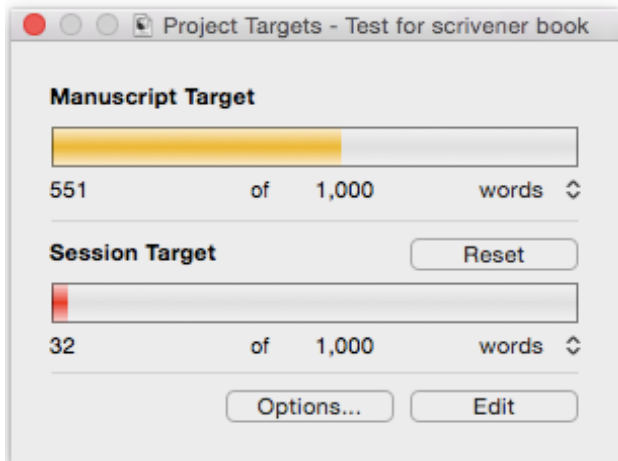 Project Targets - Test for scrivener book
Manuscript Target
551 of 1,000 words
Session Target Reset
32 of 1,000 words
Options... Edit